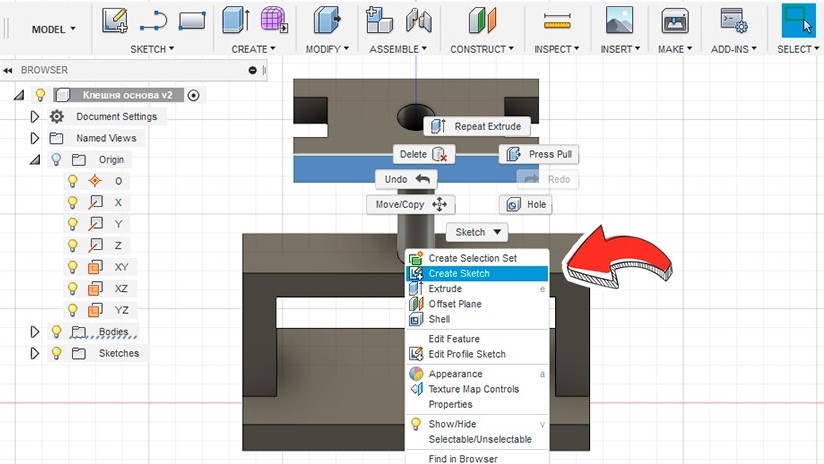 MODEL
SKETCH
CREATE
MODIFY
ASSEMBLE
CONSTRUCT
INSPECT
INSERT
MAKE
ADD-INS
SELECT
BROWSER
Клешня основа v2
Document Settings
Named Views
Origin
O
X
Y
Z
XY
XZ
YZ
Bodies
Sketches
Repeat Extrude
Delete
Press Pull
Undo
Redo
Move/Copy
Hole
Sketch
Create Selection Set
Create Sketch
Extrude e
Offset Plane
Shell
Edit Feature
Edit Profile Sketch
Appearance a
Texture Map Controls
Properties
Show/Hide v
Selectable/Unselectable
Find in Browser